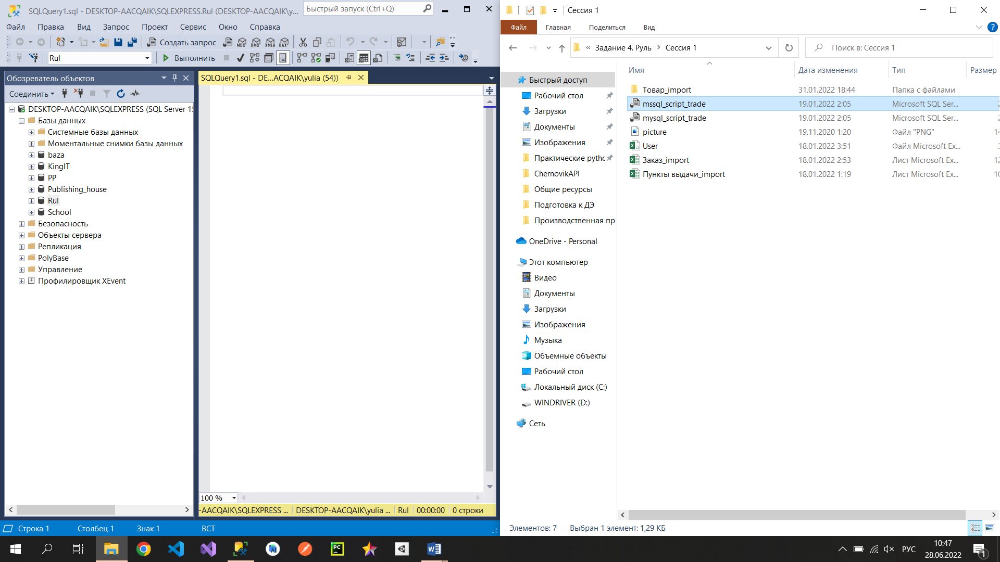 SQLQuery1.sql - DESKTOP-AACQAIK\SQLEXPRESS.Rul (DESKTOP-AACQAIK\y...
Быстрый запуск (Ctrl+Q)
Файл Правка Вид Запрос Проект Сервис Окно Справка
Создать запрос
MDX DMX XMLA DAX
Rul
Выполнить
Обозреватель объектов
Соединить
DESKTOP-AACQAIK\SQLEXPRESS (SQL Server 1
Базы данных
Системные базы данных
Моментальные снимки базы данных
baza
KingIT
PP
Publishing_house
Rul
School
Безопасность
Объекты сервера
Репликация
PolyBase
Управление
Профилировщик XEvent
SQLQuery1.sql - DE...ACQAIK\yulia (54))
100 %
-AACQAIK\SQLEXPRESS ... DESKTOP-AACQAIK\yulia ... Rul 00:00:00 0 строки
Строка 1 Столбец 1 Знак 1 ВСТ
Сессия 1
Файл Главная Поделиться Вид
« Задание 4. Руль > Сессия 1
Поиск в: Сессия 1
Имя Дата изменения Тип Размер
Товар_import 31.01.2022 18:44 Папка с файлами
mssql_script_trade 19.01.2022 2:05 Microsoft SQL Ser...
mysql_script_trade 19.01.2022 2:05 Microsoft SQL Ser...
picture 19.11.2020 1:20 Файл "PNG"
User 18.01.2022 3:51 Файл Microsoft Ex...
Заказ_import 18.01.2022 2:53 Лист Microsoft Ex...
Пункты выдачи_import 18.01.2022 1:19 Лист Microsoft Ex...
Быстрый доступ
Рабочий стол
Загрузки
Документы
Изображения
Практические pythc
ChernovikAPI
Общие ресурсы
Подготовка к ДЭ
Производственная пр
OneDrive - Personal
Этот компьютер
Видео
Документы
Загрузки
Изображения
Музыка
Объемные объекты
Рабочий стол
Локальный диск (C:)
WINDRIVER (D:)
Сеть
Элементов: 7 Выбран 1 элемент: 1,29 КБ
РУС
10:47
28.06.2022
1